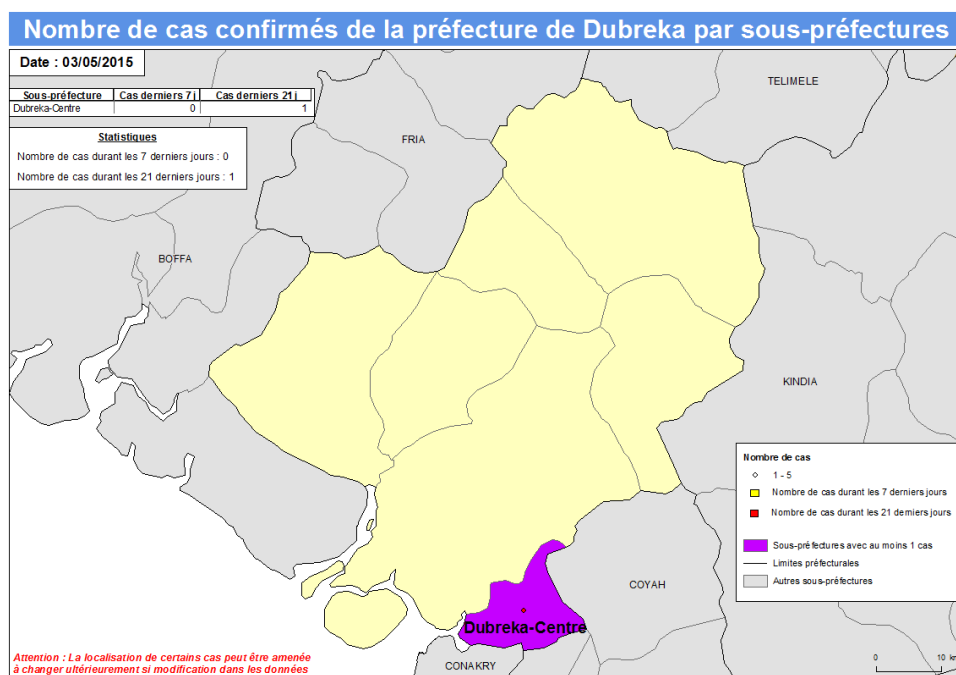 Nombre de cas confirmés de la préfecture de Dubreka par sous-préfectures
Date : 03/05/2015
Sous-préfecture Cas derniers 7 j Cas derniers 21 j
Dubreka-Centre 0 1
Statistiques
Nombre de cas durant les 7 derniers jours : 0
Nombre de cas durant les 21 derniers jours : 1
TELIMELE
FRIA
BOFFA
KINDIA
Nombre de cas
1 - 5
Nombre de cas durant les 7 derniers jours
Nombre de cas durant les 21 derniers jours
Sous-préfectures avec au moins 1 cas
Limites préfecturales
Autres sous-préfectures
COYAH
Dubreka-Centre
CONAKRY
Attention : La localisation de certains cas peut être amenée
à changer ultérieurement si modification dans les données
0 10 km